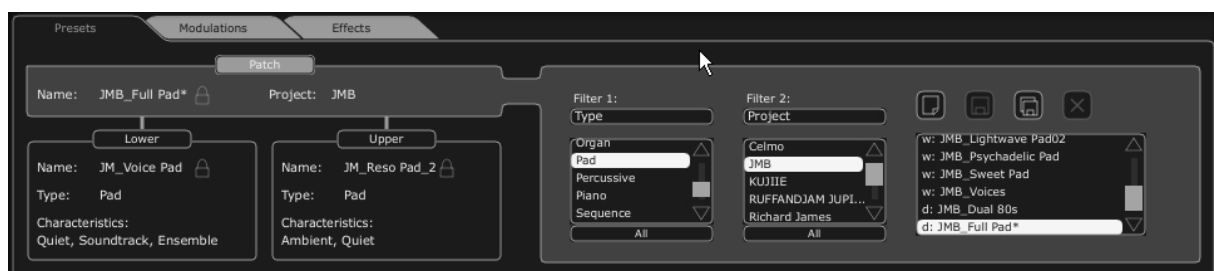 Presets
Modulations
Effects
Patch
Name: JMB_Full Pad* Project: JMB
Lower
Name: JM_Voice Pad
Type: Pad
Characteristics:
Quiet, Soundtrack, Ensemble
Upper
Name: JM_Reso Pad_2
Type: Pad
Characteristics:
Ambient, Quiet
Filter 1:
Type
Organ
Pad
Percussive
Piano
Sequence
All
Filter 2:
Project
Celmo
JMB
KUJIIE
RUFFANDJAM JUPI...
Richard James
All
w: JMB_Lightwave Pad02
w: JMB_Psychadelic Pad
w: JMB_Sweet Pad
w: JMB_Voices
d: JMB_Dual 80s
d: JMB_Full Pad*